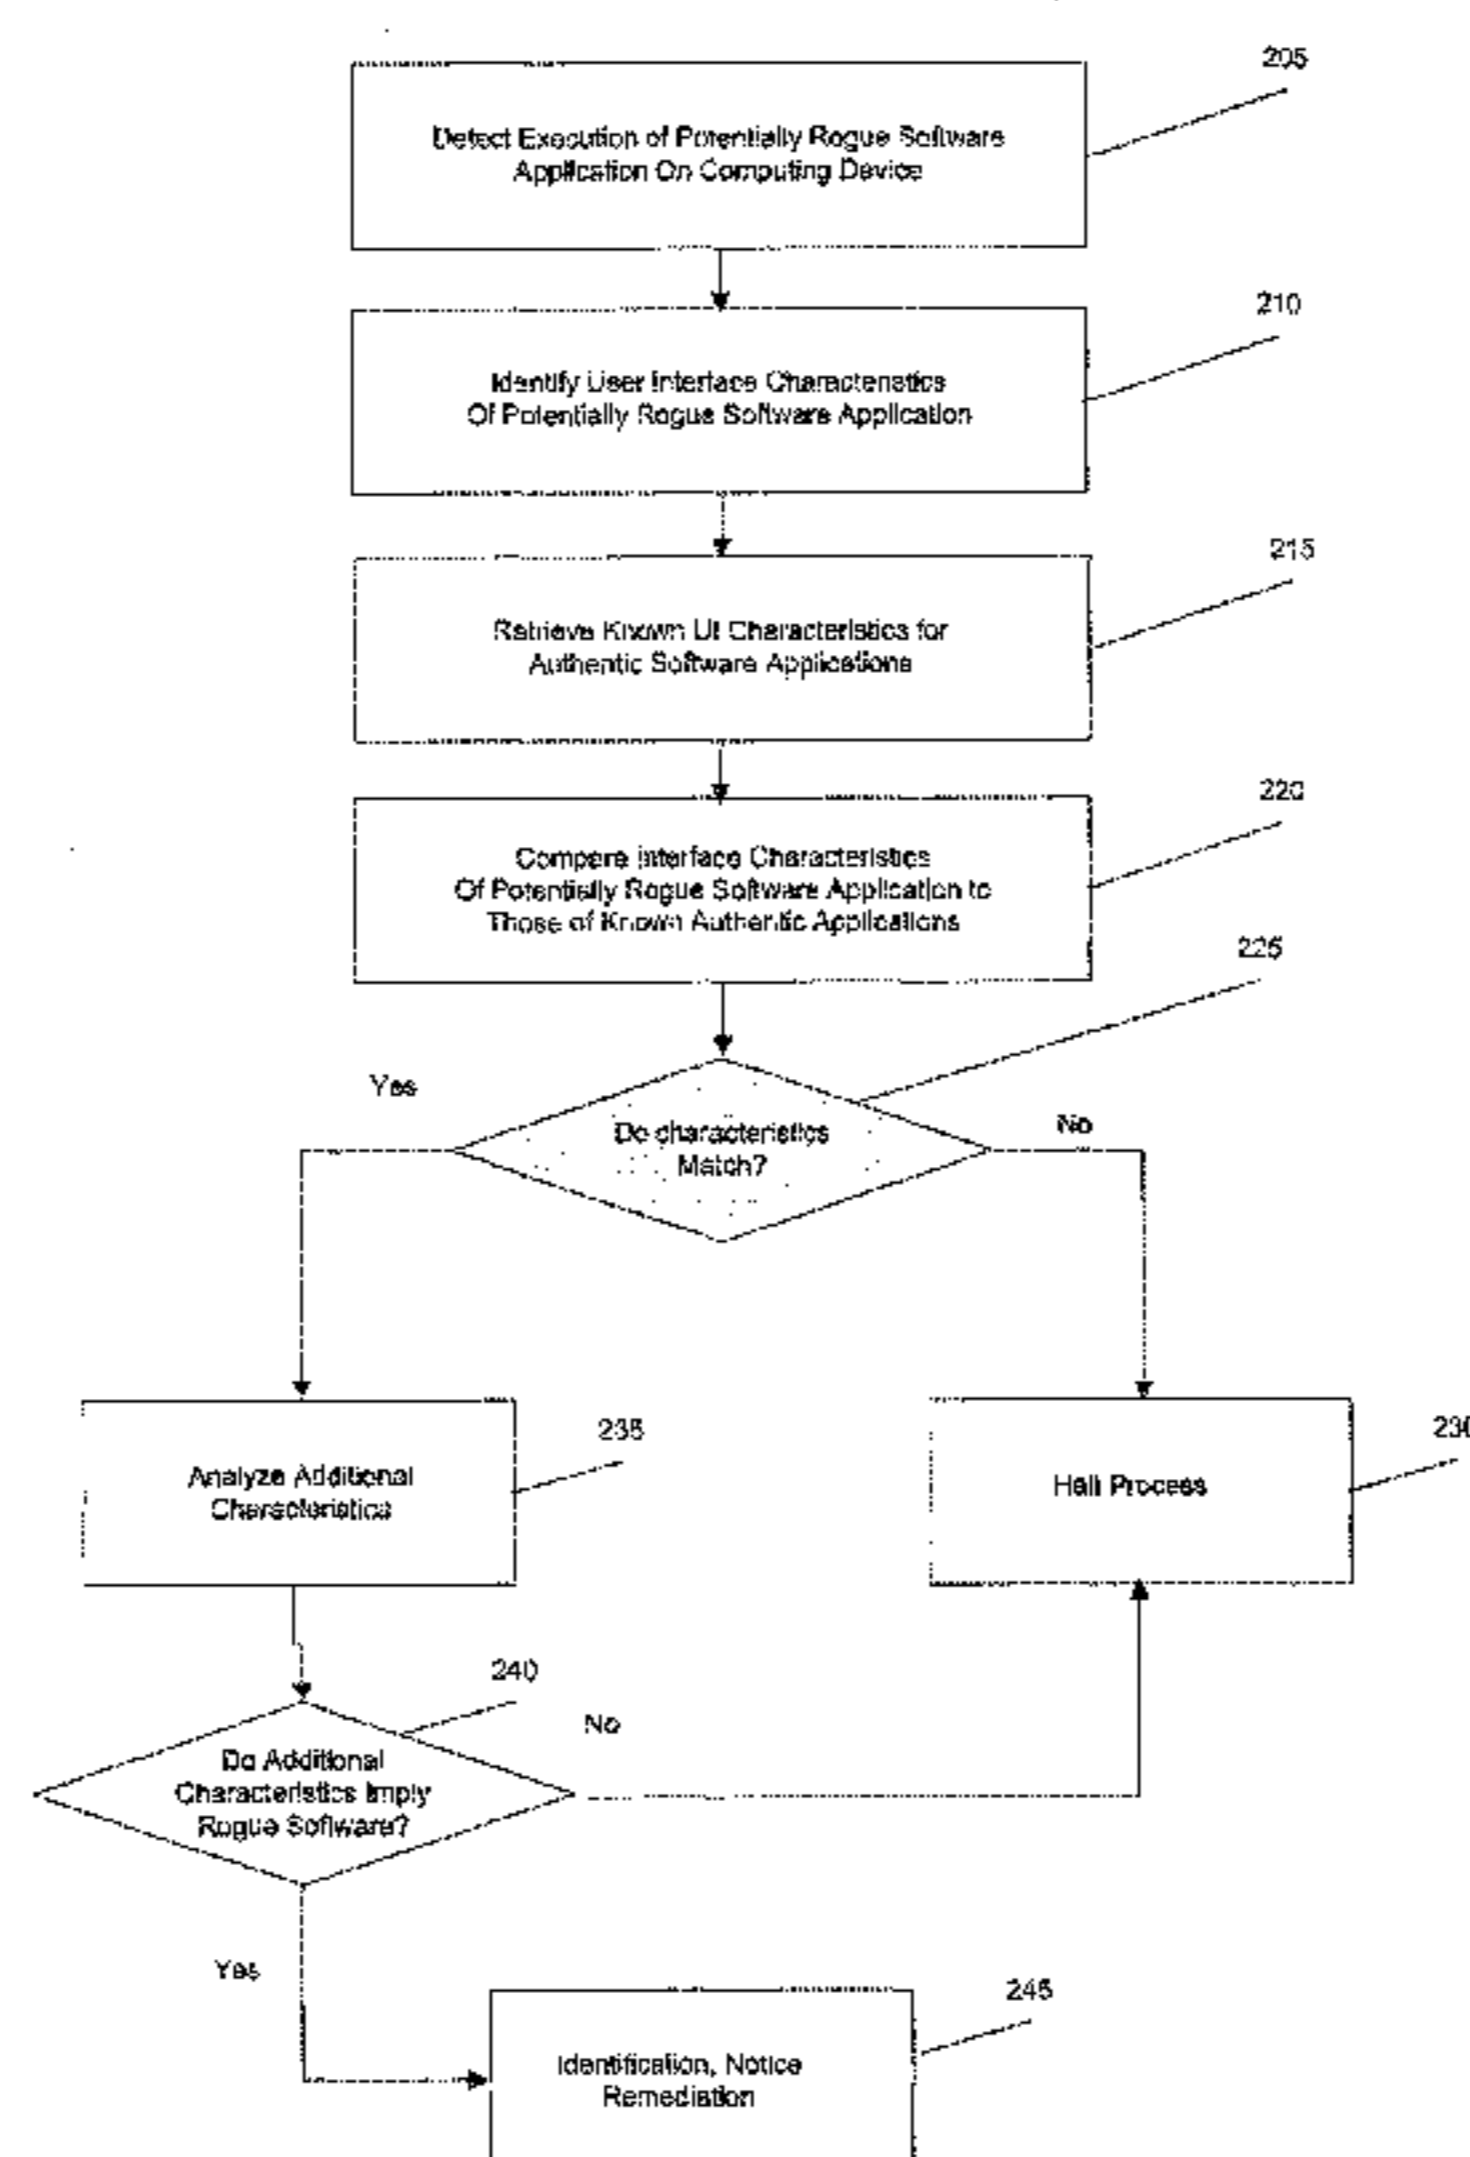 205
Detect Execution of Potentially Rogue Software
Application On Computing Device
210
Identify User Interface Characteristics
Of Potentially Rogue Software Application
215
Retrieve Known UI Characteristics for
Authentic Software Applications
220
Compare Interface Characteristics
Of Potentially Rogue Software Application to
Those of Known Authentic Applications
225
Yes
No
Do characteristics
Match?
235
230
Analyze Additional
Characteristics
Halt Process
240
No
Do Additional
Characteristics Imply
Rogue Software?
Yes
245
Identification, Notice
Remediation